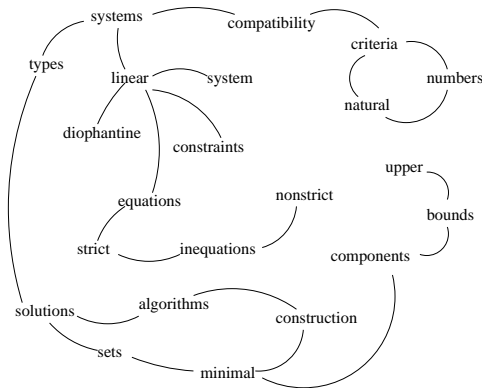 systems
compatibility
criteria
types
linear
system
numbers
natural
diophantine
constraints
upper
equations
nonstrict
bounds
strict
inequations
components
solutions
algorithms
construction
sets
minimal